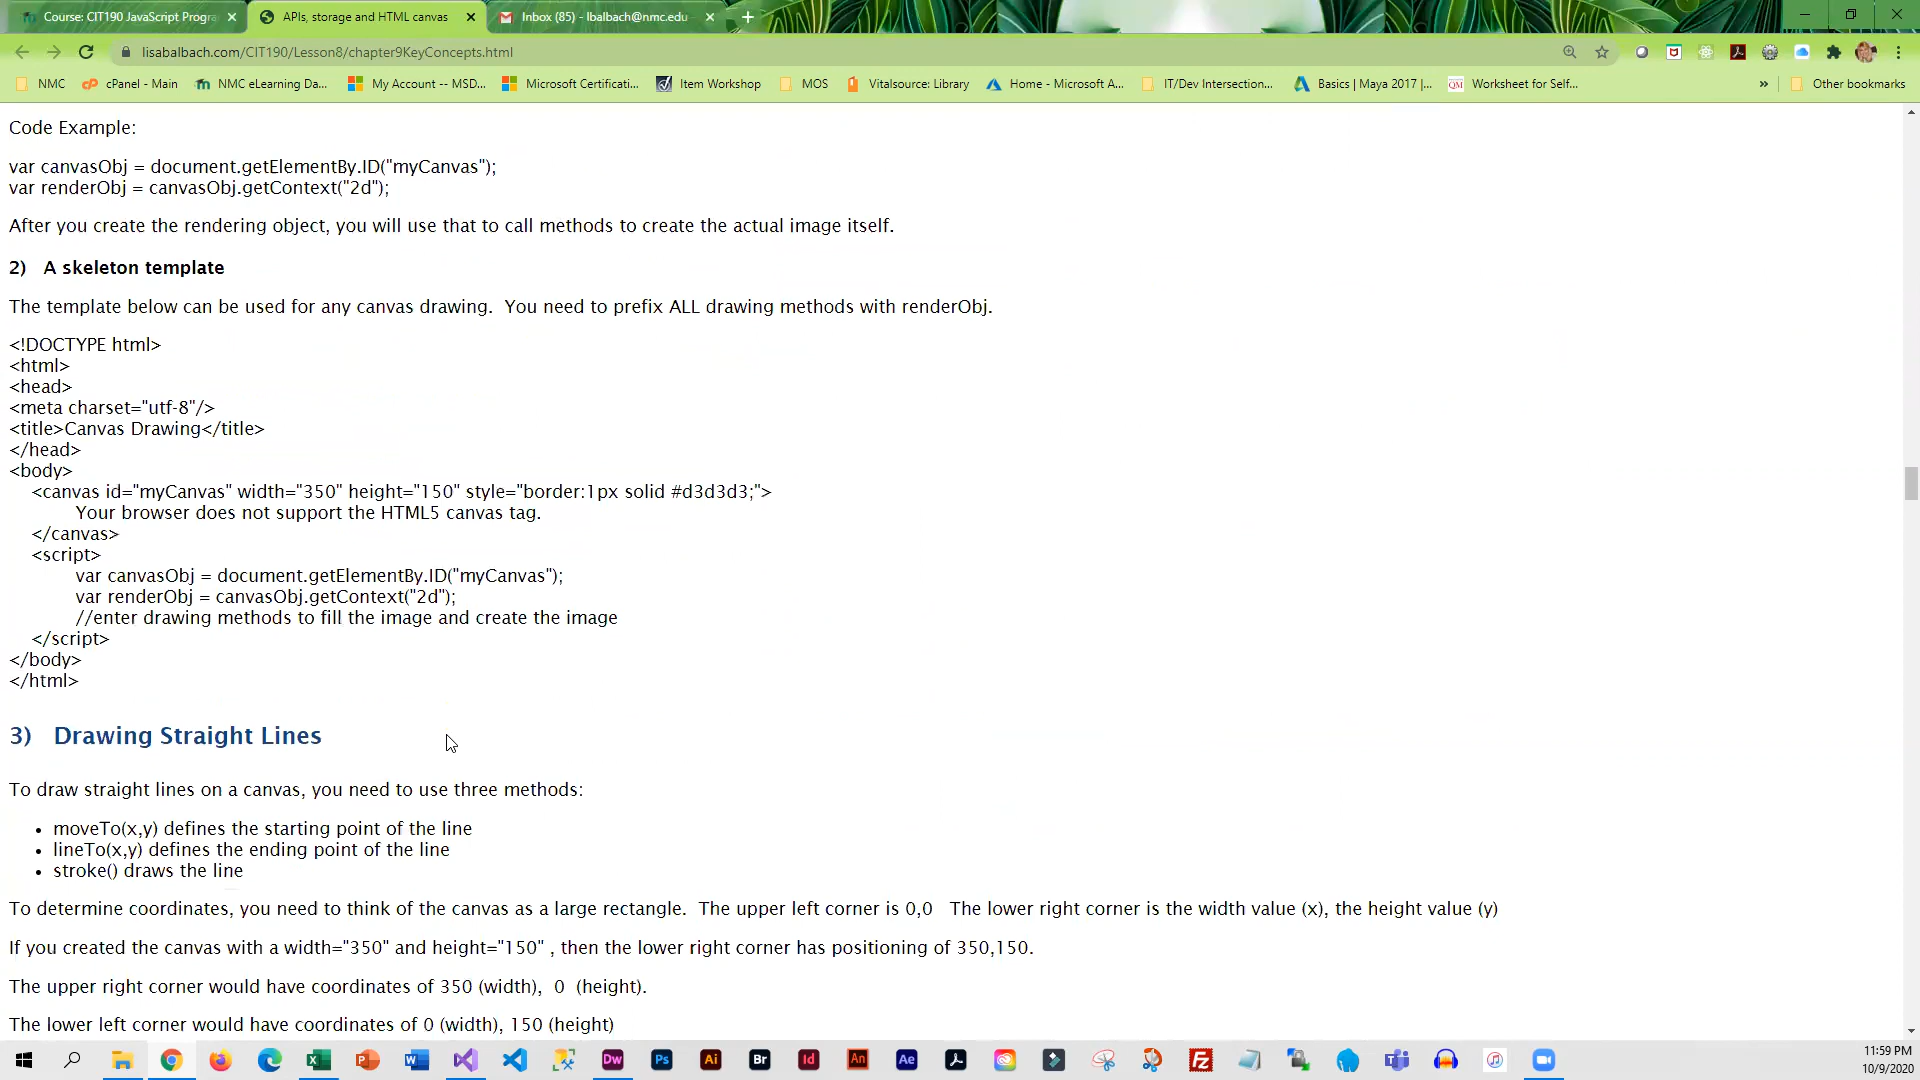 Course: CIT190 JavaScript Progra
APIs, storage and HTML canvas
Inbox (85) - lbalbach@nmc.edu
lisabalbach.com/CIT190/Lesson8/chapter9KeyConcepts.html
NMC
cPanel - Main
NMC eLearning Da...
My Account -- MSD...
Microsoft Certificati...
Item Workshop
MOS
Vitalsource: Library
Home - Microsoft A...
IT/Dev Intersection...
Basics | Maya 2017 |...
Worksheet for Self...
»
Other bookmarks
Code Example:
var canvasObj = document.getElementBy.ID("myCanvas");
var renderObj = canvasObj.getContext("2d");
After you create the rendering object, you will use that to call methods to create the actual image itself.
2) A skeleton template
The template below can be used for any canvas drawing. You need to prefix ALL drawing methods with renderObj.
<!DOCTYPE html>
<html>
<head>
<meta charset="utf-8"/>
<title>Canvas Drawing</title>
</head>
<body>
<canvas id="myCanvas" width="350" height="150" style="border:1px solid #d3d3d3;">
Your browser does not support the HTML5 canvas tag.
</canvas>
<script>
var canvasObj = document.getElementBy.ID("myCanvas");
var renderObj = canvasObj.getContext("2d");
//enter drawing methods to fill the image and create the image
</script>
</body>
</html>
3) Drawing Straight Lines
To draw straight lines on a canvas, you need to use three methods:
• moveTo(x,y) defines the starting point of the line
• lineTo(x,y) defines the ending point of the line
• stroke() draws the line
To determine coordinates, you need to think of the canvas as a large rectangle. The upper left corner is 0,0 The lower right corner is the width value (x), the height value (y)
If you created the canvas with a width="350" and height="150" , then the lower right corner has positioning of 350,150.
The upper right corner would have coordinates of 350 (width), 0 (height).
The lower left corner would have coordinates of 0 (width), 150 (height)
Dw
Ps
Ai
Br
Id
An
Ae
11:59 PM
10/9/2020